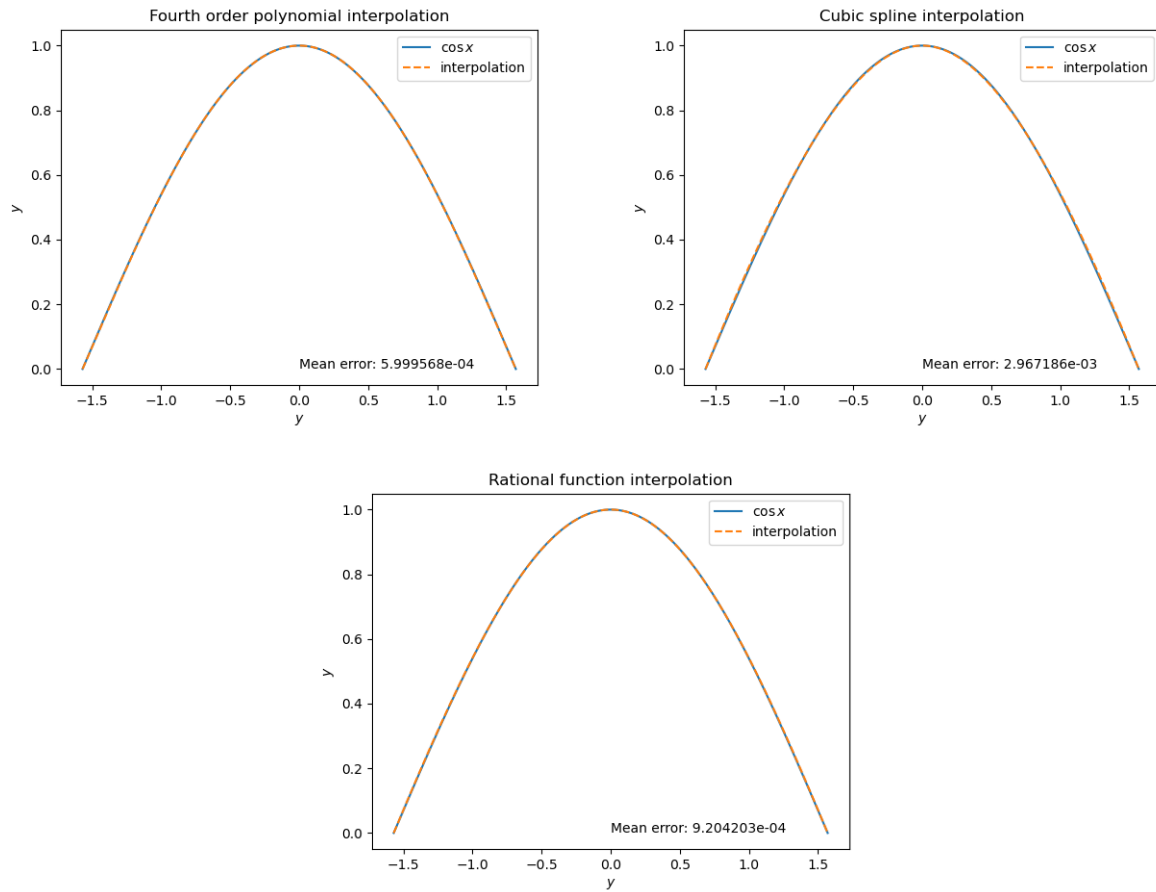 Fourth order polynomial interpolation
1.0
0.8
0.6
0.4
0.2
0.0
y
cos x
interpolation
Mean error: 5.999568e-04
−1.5
−1.0
−0.5
0.0
0.5
1.0
1.5
y
Cubic spline interpolation
1.0
0.8
0.6
0.4
0.2
0.0
y
cos x
interpolation
Mean error: 2.967186e-03
−1.5
−1.0
−0.5
0.0
0.5
1.0
1.5
y
Rational function interpolation
1.0
0.8
0.6
0.4
0.2
0.0
y
cos x
interpolation
Mean error: 9.204203e-04
−1.5
−1.0
−0.5
0.0
0.5
1.0
1.5
y